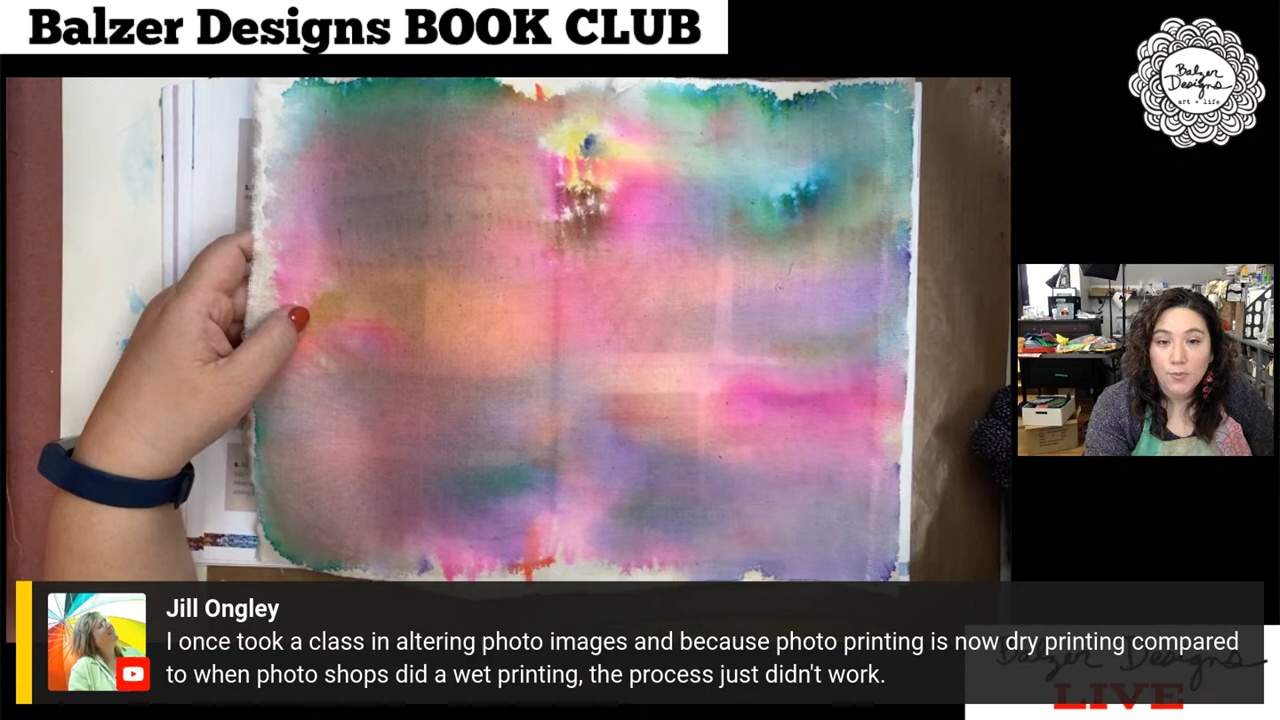 Balzer Designs BOOK CLUB
Balzer
Designs
art + life
Jill Ongley
I once took a class in altering photo images and because photo printing is now dry printing compared
to when photo shops did a wet printing, the process just didn't work.
Balzer Designs
LIVE